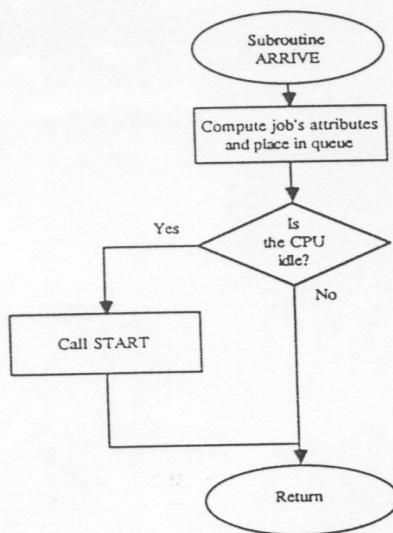 Subroutine
ARRIVE
Compute job's attributes
and place in queue
Is
the CPU
idle?
Yes
No
Call START
Return